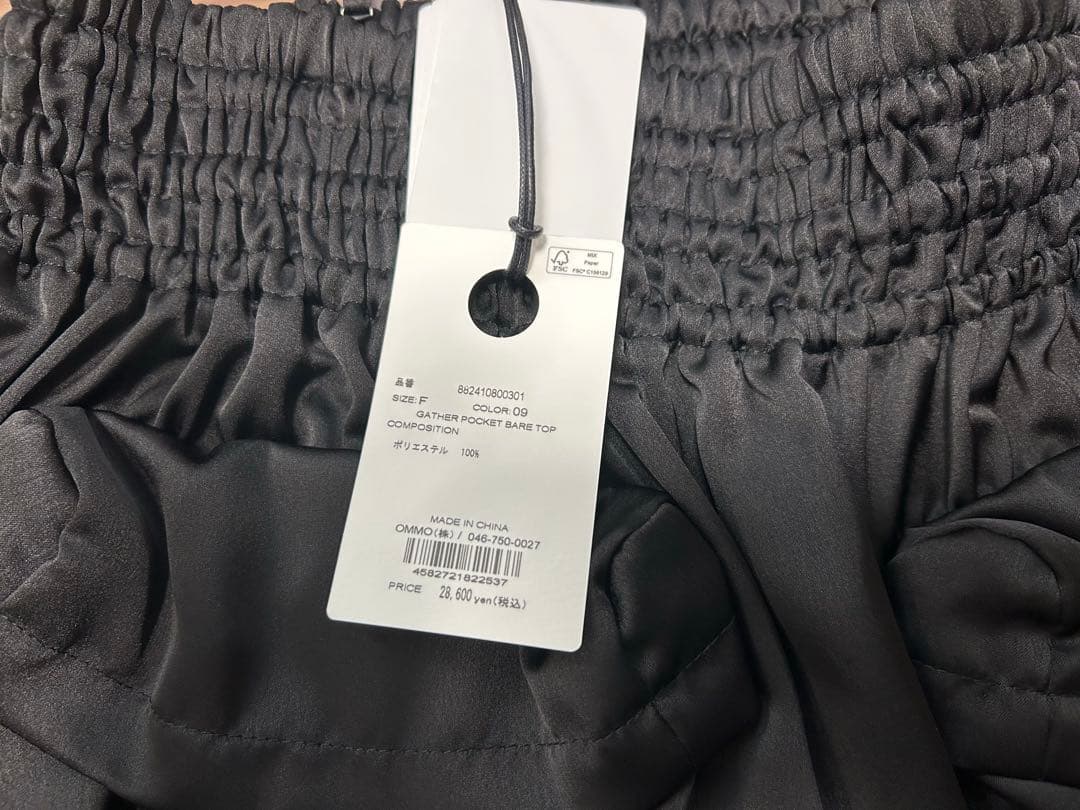 FSC
MIX
Paper
FSC® C150129
品番 882410800301
SIZE: F COLOR: 09
GATHER POCKET BARE TOP
COMPOSITION
ポリエステル 100%
MADE IN CHINA
OMMO(株) / 046-750-0027
4582721822537
PRICE 28,600 yen(税込)